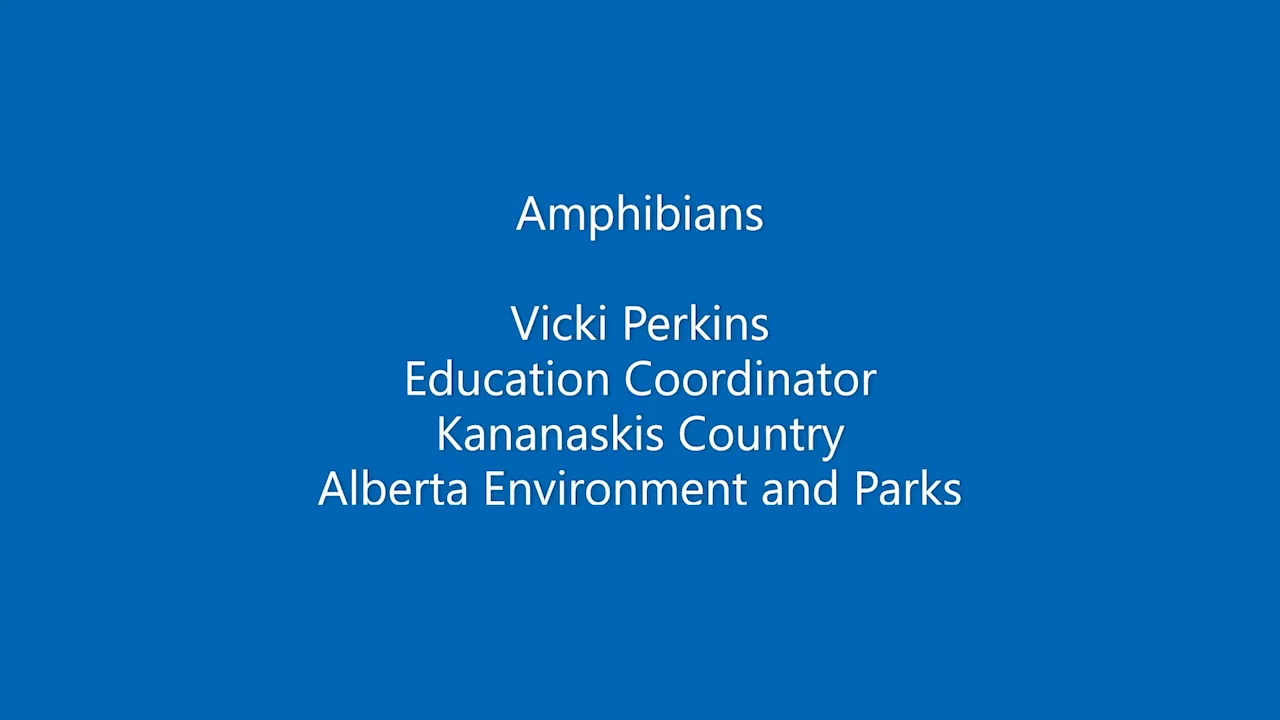 Amphibians
Vicki Perkins
Education Coordinator
Kananaskis Country
Alberta Environment and Parks